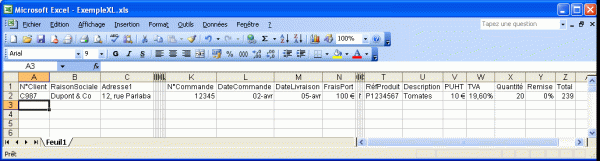 Microsoft Excel - ExempleXL.xls
Fichier Edition Affichage Insertion Format Outils Données Fenêtre ? Tapez une question
100%
Arial 9 G I S € %
A3 fx
A B C K L M N T U V W X Y Z
1 N°Client RaisonSociale Adresse1 N°Commande DateCommande DateLivraison FraisPort RéfProduit Description PUHT TVA Quantité Remise Total
2 C987 Dupont & Co 12, rue Parlaba 12345 02-avr 05-avr 100 € P1234567 Tomates 10 € 19,60% 20 0% 239
3
4
5
6
Feuil1
Prêt